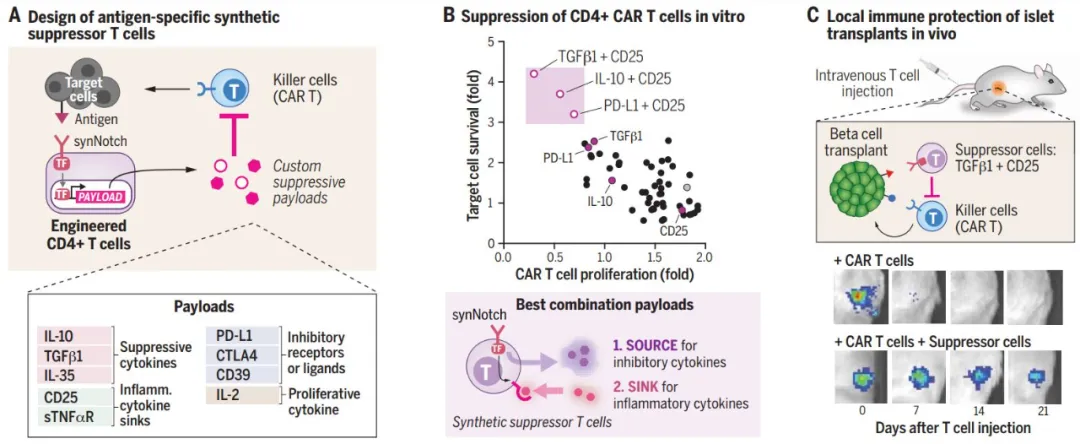 A Design of antigen-specific synthetic
suppressor T cells
Target
cells
Killer cells
(CAR T)
T
Antigen
synNotch
TF
TF
PAYLOAD
Custom
suppressive
payloads
Engineered
CD4+ T cells
Payloads
IL-10
TGFβ1
IL-35
Suppressive
cytokines
CD25
sTNFαR
Inflamm.
cytokine
sinks
PD-L1
CTLA4
CD39
Inhibitory
receptors
or ligands
IL-2
Proliferative
cytokine
B Suppression of CD4+ CAR T cells in vitro
Target cell survival (fold)
5
4
3
2
1
0
TGFβ1 + CD25
IL-10 + CD25
PD-L1 + CD25
TGFβ1
PD-L1
IL-10
CD25
0 0.5 1.0 1.5 2.0
CAR T cell proliferation (fold)
Best combination payloads
synNotch
TF
T
1. SOURCE for
inhibitory cytokines
2. SINK for
inflammatory cytokines
Synthetic suppressor T cells
C Local immune protection of islet
transplants in vivo
Intravenous T cell
injection
Beta cell
transplant
T
Suppressor cells:
TGFβ1 + CD25
T
Killer cells
(CAR T)
+ CAR T cells
+ CAR T cells + Suppressor cells
0 7 14 21
Days after T cell injection